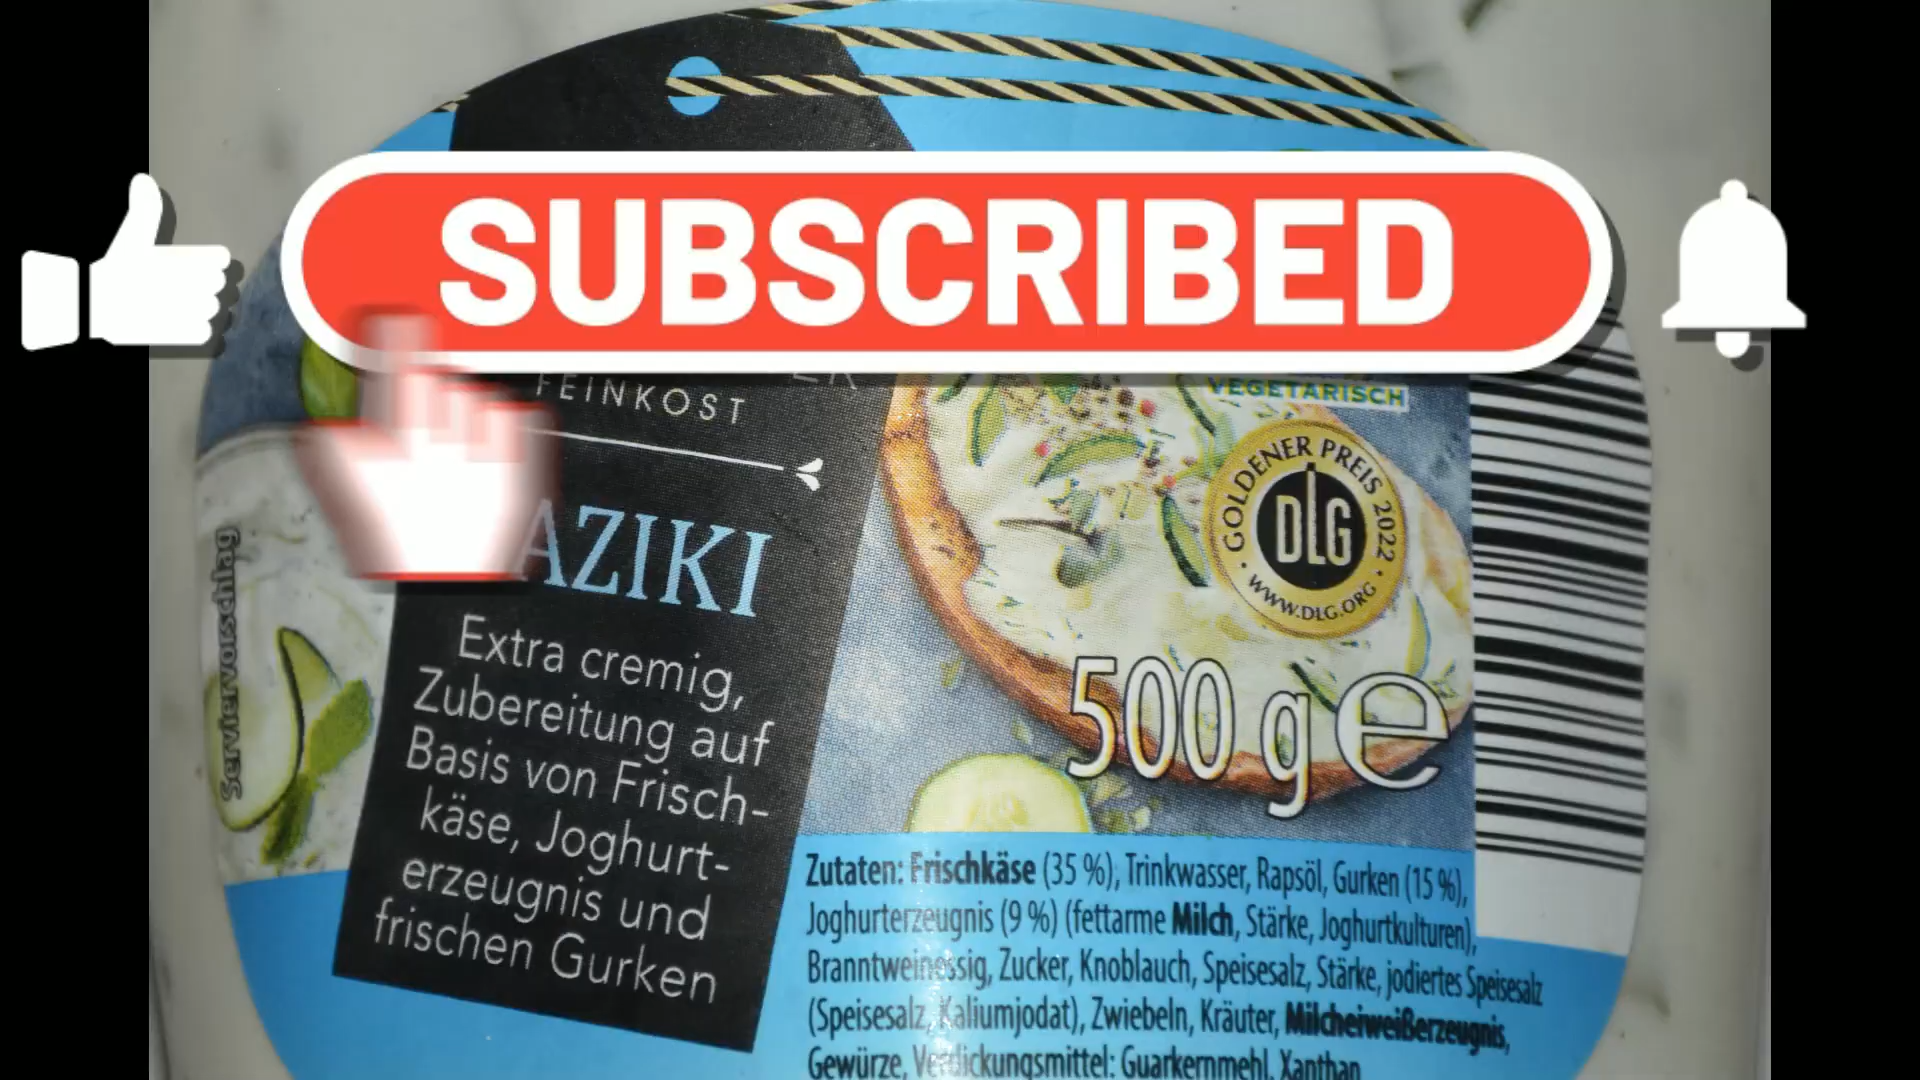 SUBSCRIBED
FEINKOST
AZIKI
Extra cremig,
Zubereitung auf
Basis von Frisch-
käse, Joghurt-
erzeugnis und
frischen Gurken
Serviervorschlag
VEGETARISCH
GOLDENER PREIS 2022
DLG
WWW.DLG.ORG
500 g e
Zutaten: Frischkäse (35 %), Trinkwasser, Rapsöl, Gurken (15 %),
Joghurterzeugnis (9 %) (fettarme Milch, Stärke, Joghurtkulturen),
Branntweinessig, Zucker, Knoblauch, Speisesalz, Stärke, jodiertes Speisesalz
(Speisesalz, Kaliumjodat), Zwiebeln, Kräuter, Milcheiweißerzeugnis,
Gewürze, Verdickungsmittel: Guarkernmehl, Xanthan